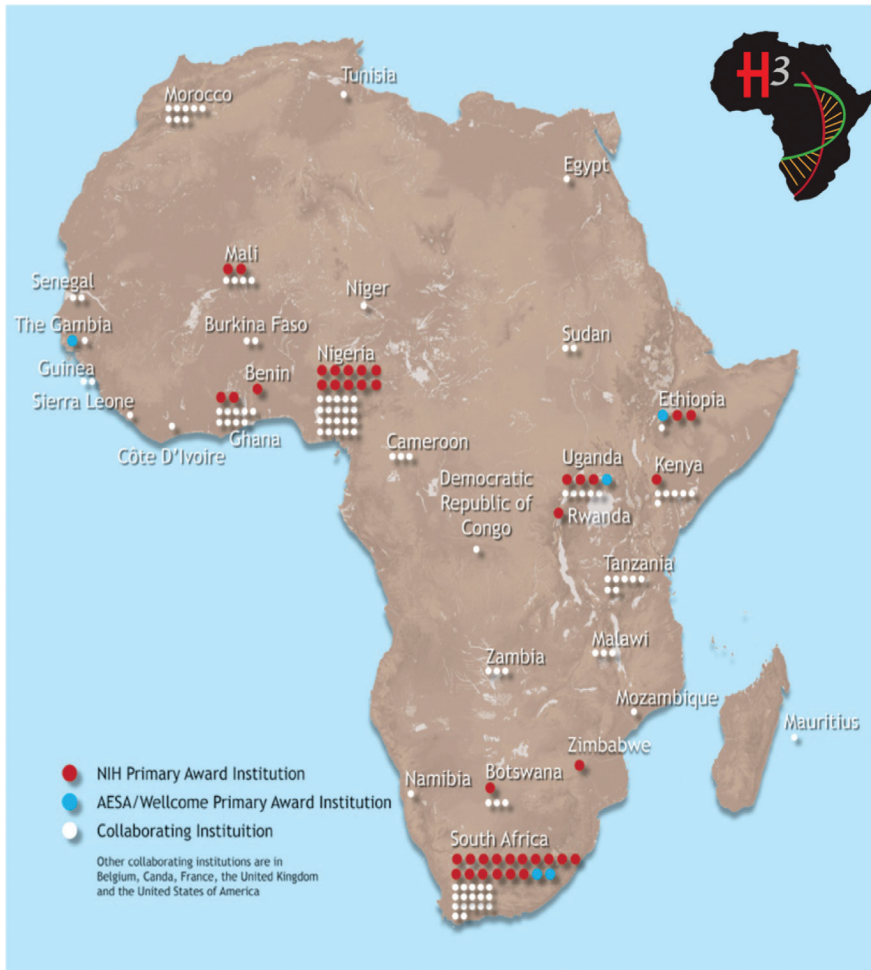 H3
Tunisia
Morocco
Egypt
Mali
Senegal
Niger
The Gambia
Burkina Faso
Sudan
Nigeria
Guinea
Benin
Sierra Leone
Ethiopia
Ghana
Côte D'Ivoire
Cameroon
Uganda
Kenya
Democratic
Republic of
Congo
Rwanda
Tanzania
Malawi
Zambia
Mozambique
Mauritius
Zimbabwe
Namibia
Botswana
NIH Primary Award Institution
AESA/Wellcome Primary Award Institution
Collaborating Instituition
South Africa
Other collaborating institutions are in
Belgium, Canda, France, the United Kingdom
and the United States of America